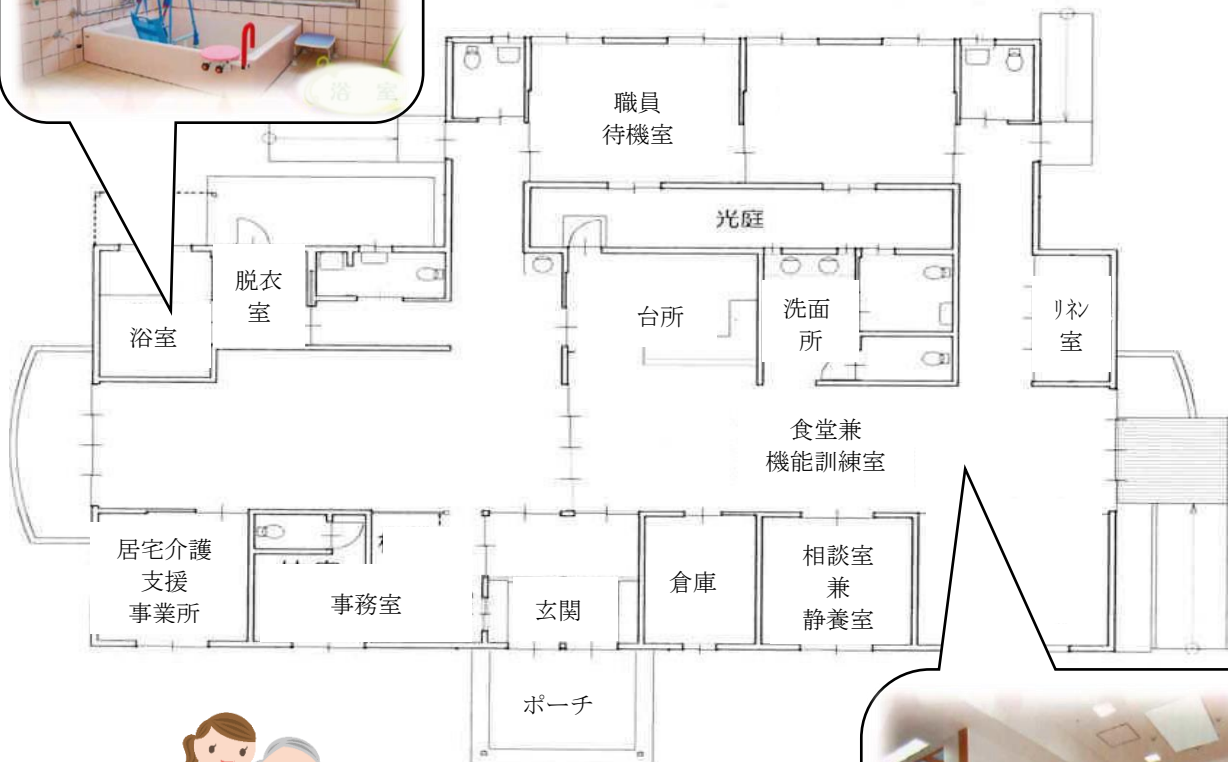 浴 室
職員
待機室
光庭
脱衣
室
浴室
台所
洗面
所
ﾘﾈﾝ
室
食堂兼
機能訓練室
居宅介護
支援
事業所
事務室
玄関
倉庫
相談室
兼
静養室
ポーチ